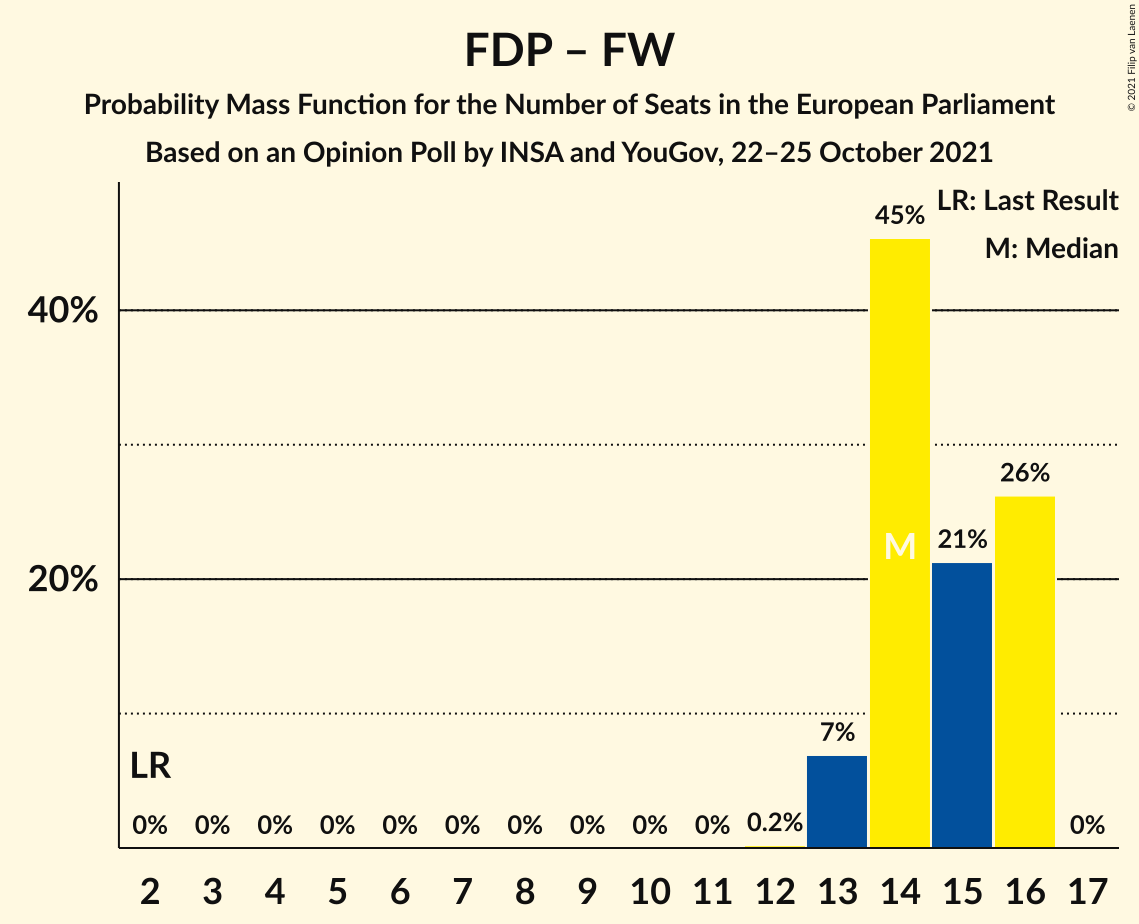 FDP – FW
Probability Mass Function for the Number of Seats in the European Parliament
Based on an Opinion Poll by INSA and YouGov, 22–25 October 2021
© 2021 Filip van Laenen
LR: Last Result
M: Median
40%
20%
45%
26%
21%
7%
M
LR
0% 0% 0% 0% 0% 0% 0% 0% 0% 0% 0.2% 0%
2 3 4 5 6 7 8 9 10 11 12 13 14 15 16 17